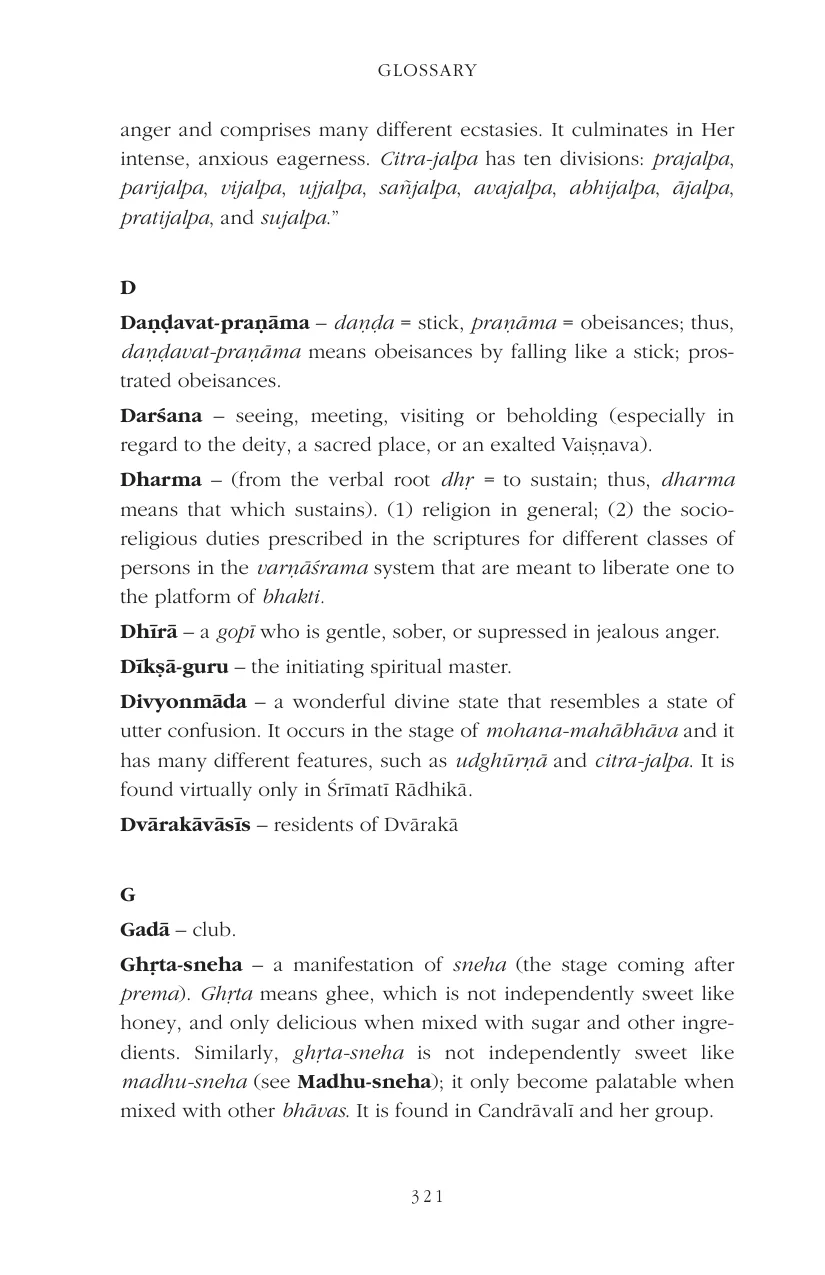 GLOSSARY
anger and comprises many different ecstasies. It culminates in Her
intense, anxious eagerness. Citra-jalpa has ten divisions: prajalpa,
parijalpa, vijalpa, ujjalpa, sañjalpa, avajalpa, abhijalpa, ājalpa,
pratijalpa, and sujalpa.”
D
Daṇḍavat-praṇāma – daṇḍa = stick, praṇāma = obeisances; thus,
daṇḍavat-praṇāma means obeisances by falling like a stick; pros-
trated obeisances.
Darśana – seeing, meeting, visiting or beholding (especially in
regard to the deity, a sacred place, or an exalted Vaiṣṇava).
Dharma – (from the verbal root dhṛ = to sustain; thus, dharma
means that which sustains). (1) religion in general; (2) the socio-
religious duties prescribed in the scriptures for different classes of
persons in the varṇāśrama system that are meant to liberate one to
the platform of bhakti.
Dhīrā – a gopī who is gentle, sober, or supressed in jealous anger.
Dīkṣā-guru – the initiating spiritual master.
Divyonmāda – a wonderful divine state that resembles a state of
utter confusion. It occurs in the stage of mohana-mahābhāva and it
has many different features, such as udghūrṇā and citra-jalpa. It is
found virtually only in Śrīmatī Rādhikā.
Dvārakāvāsīs – residents of Dvārakā
G
Gadā – club.
Ghṛta-sneha – a manifestation of sneha (the stage coming after
prema). Ghṛta means ghee, which is not independently sweet like
honey, and only delicious when mixed with sugar and other ingre-
dients. Similarly, ghṛta-sneha is not independently sweet like
madhu-sneha (see Madhu-sneha); it only become palatable when
mixed with other bhāvas. It is found in Candrāvalī and her group.
321